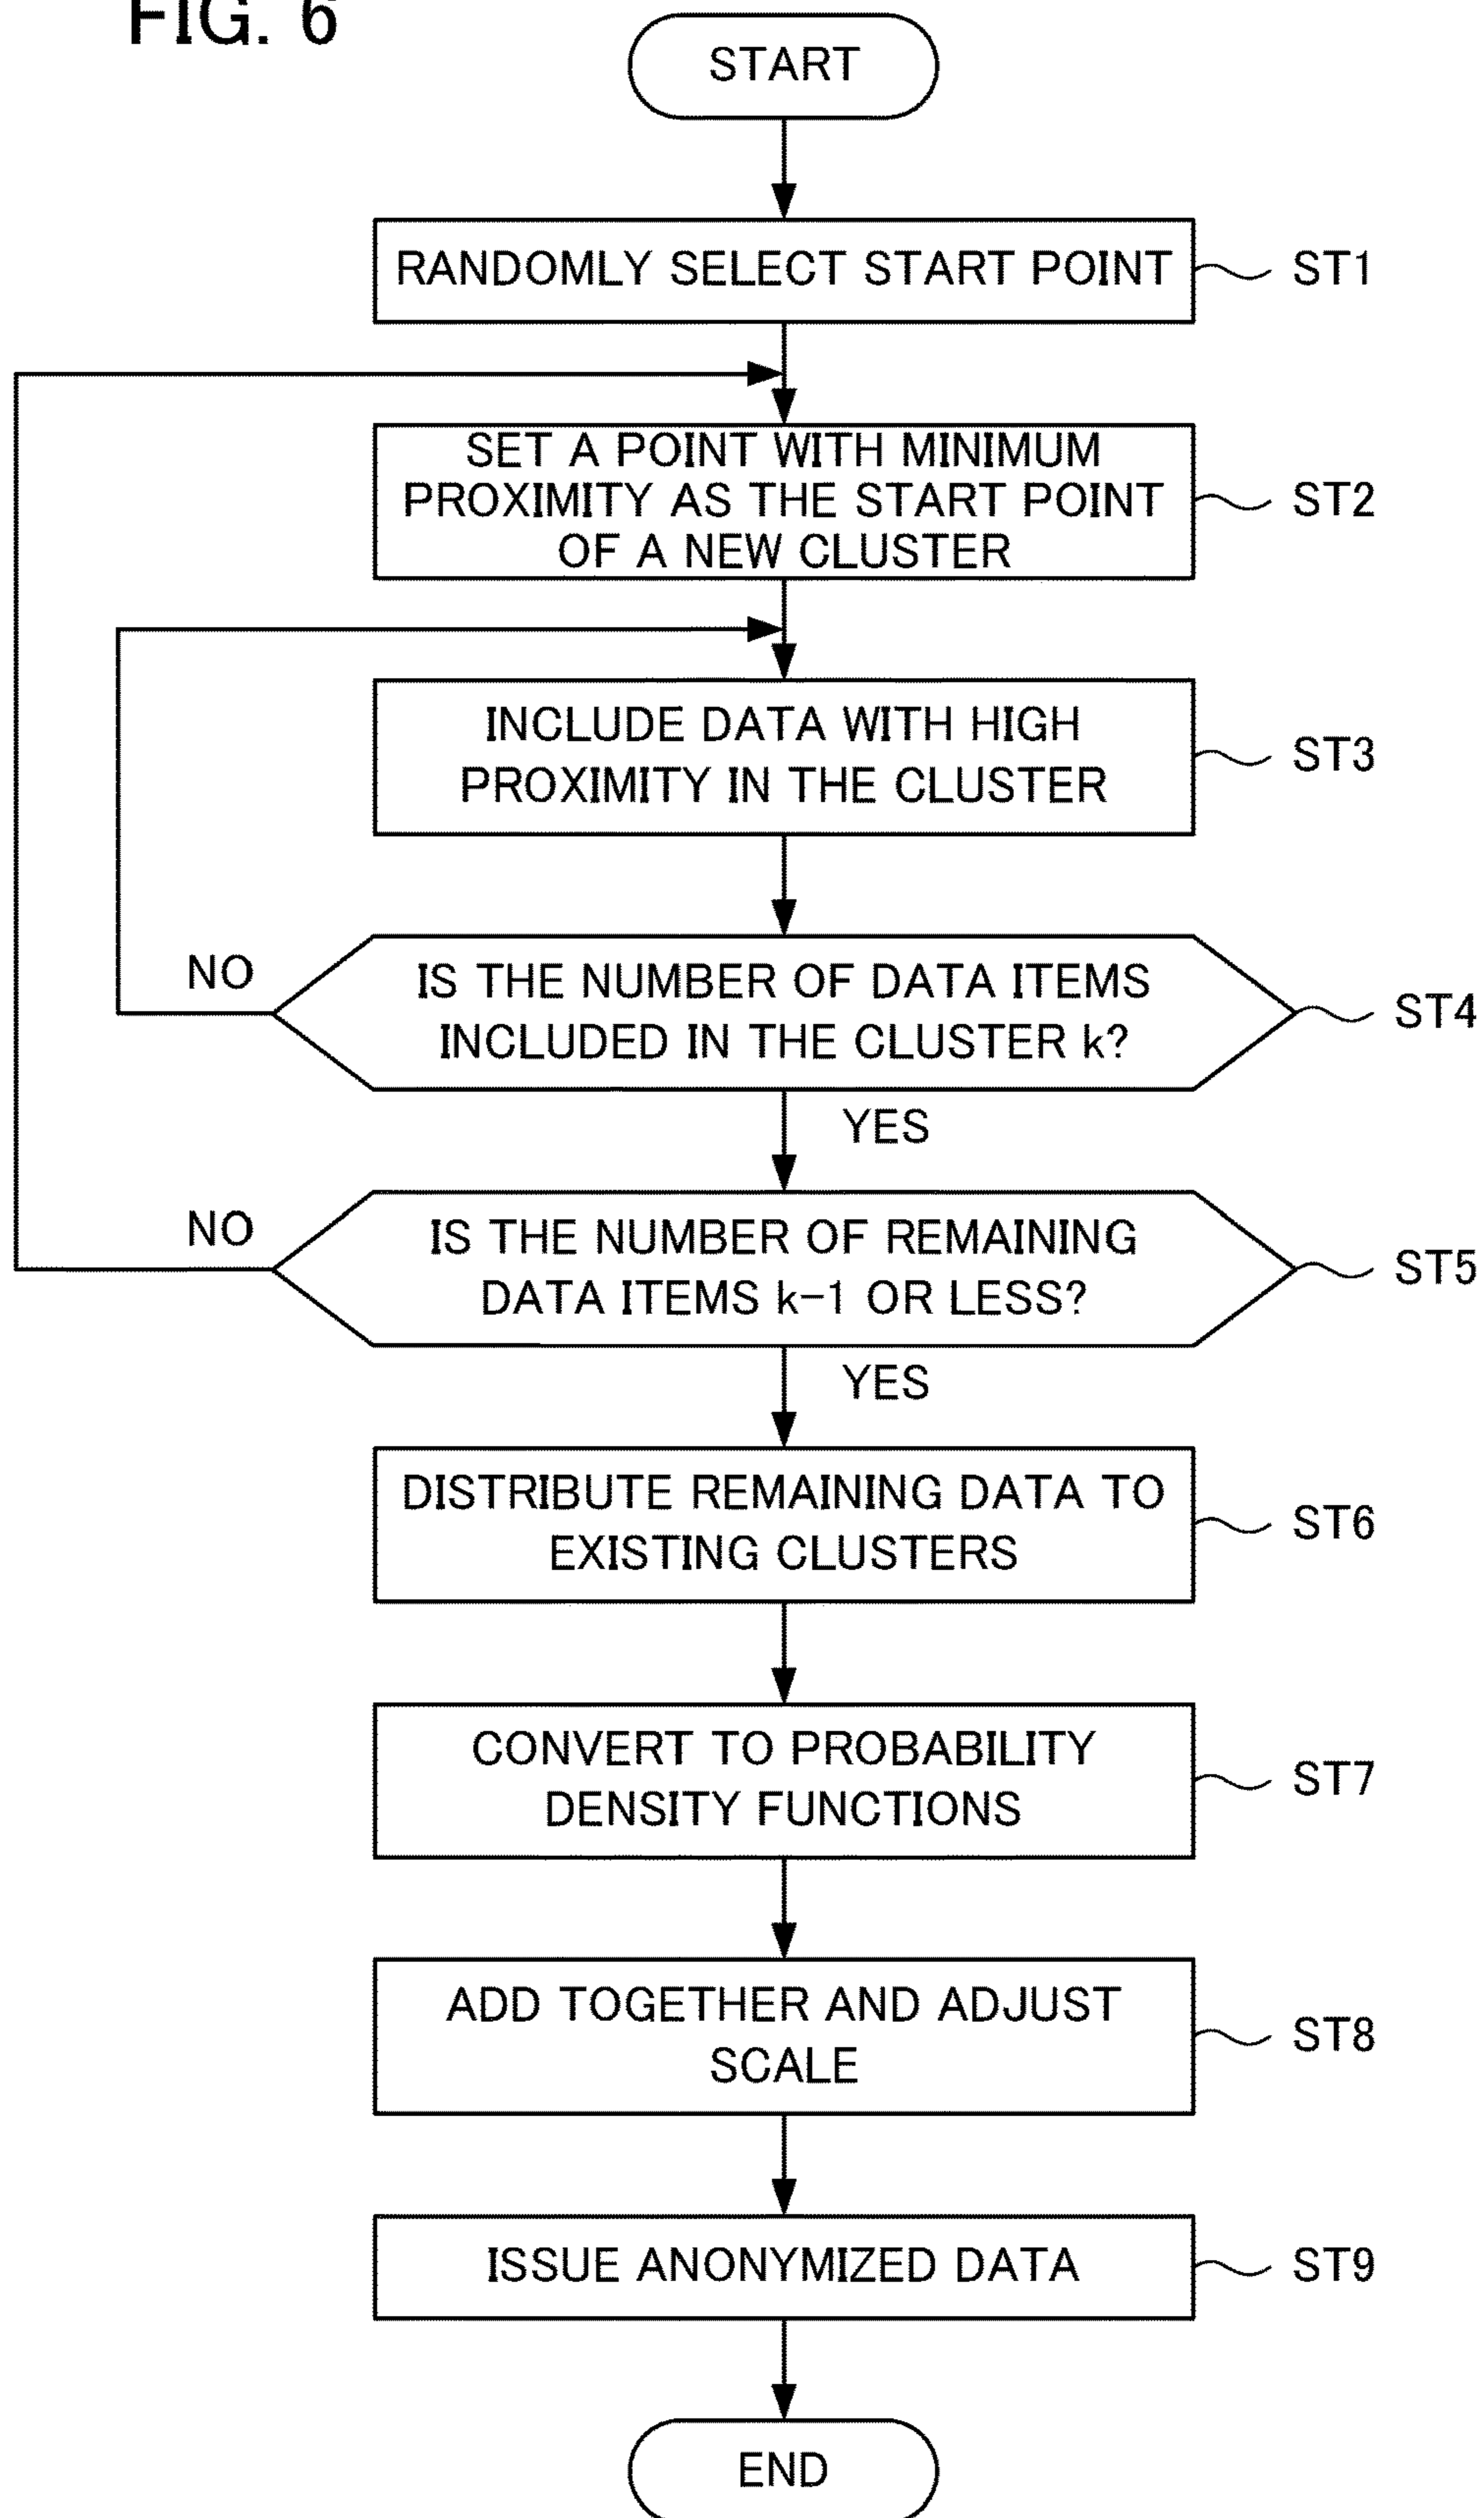 FIG. 6
START
RANDOMLY SELECT START POINT
ST1
SET A POINT WITH MINIMUM
PROXIMITY AS THE START POINT
OF A NEW CLUSTER
ST2
INCLUDE DATA WITH HIGH
PROXIMITY IN THE CLUSTER
ST3
NO
IS THE NUMBER OF DATA ITEMS
INCLUDED IN THE CLUSTER k?
ST4
YES
NO
IS THE NUMBER OF REMAINING
DATA ITEMS k-1 OR LESS?
ST5
YES
DISTRIBUTE REMAINING DATA TO
EXISTING CLUSTERS
ST6
CONVERT TO PROBABILITY
DENSITY FUNCTIONS
ST7
ADD TOGETHER AND ADJUST
SCALE
ST8
ISSUE ANONYMIZED DATA
ST9
END